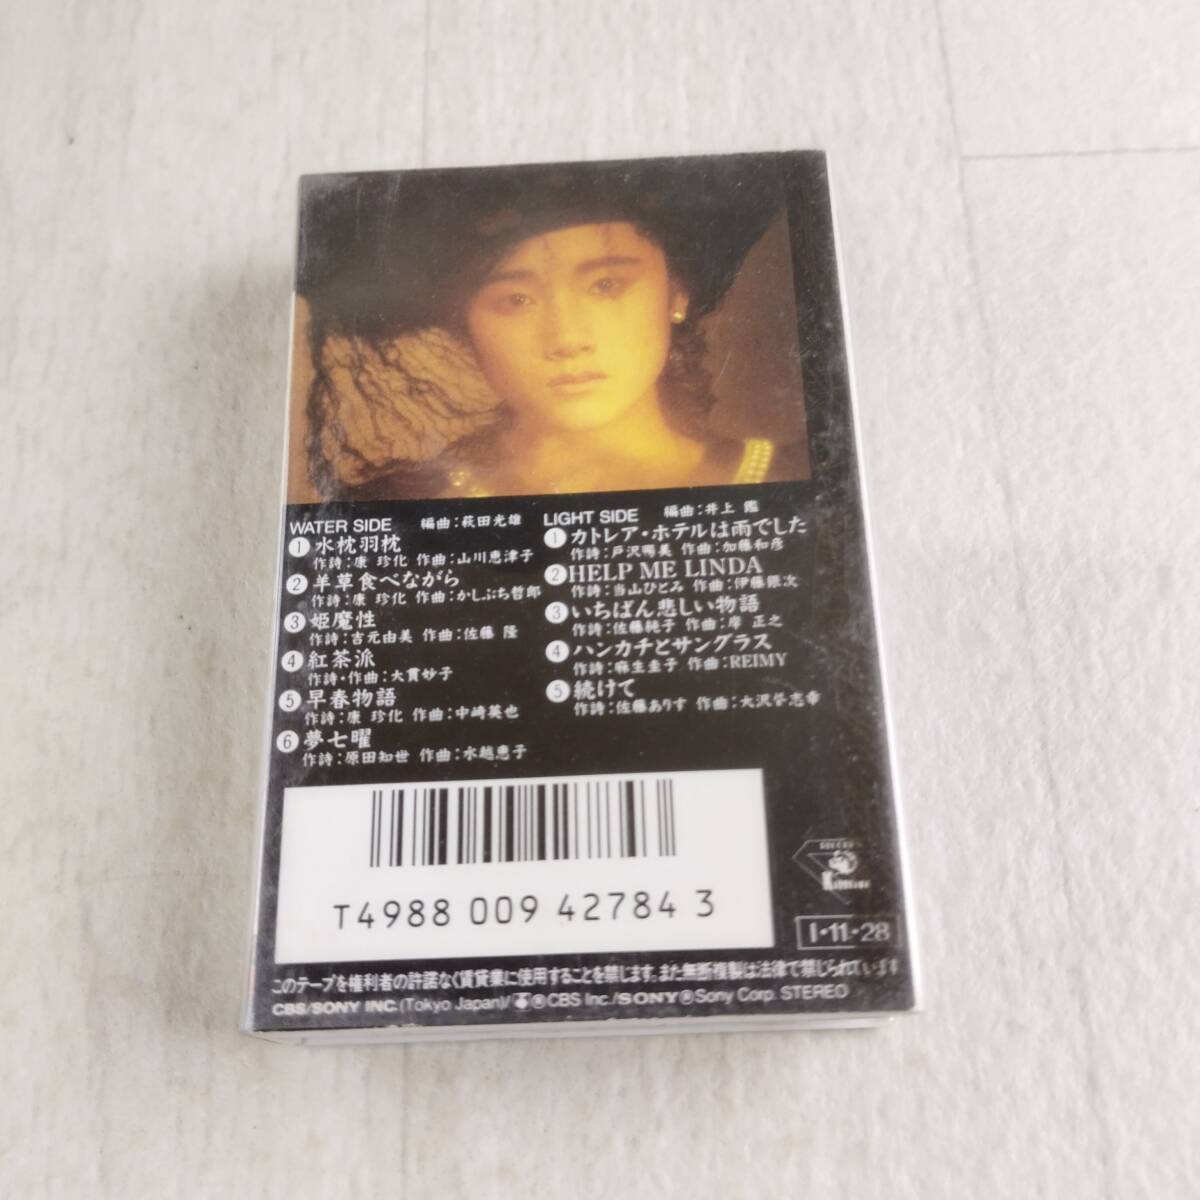 WATER SIDE 編曲:萩田光雄
1 水枕羽枕
作詩:康 珍化 作曲:山川恵津子
2 羊草食べながら
作詩:康 珍化 作曲:かしぶち哲郎
3 姫魔性
作詩:吉元由美 作曲:佐藤 隆
4 紅茶派
作詩・作曲:大貫妙子
5 早春物語
作詩:康 珍化 作曲:中崎英也
6 夢七曜
作詩:原田知世 作曲:水越恵子
LIGHT SIDE 編曲:井上 鑑
1 カトレア・ホテルは雨でした
作詩:戸沢暢美 作曲:加藤和彦
2 HELP ME LINDA
作詩:当山ひとみ 作曲:伊藤銀次
3 いちばん悲しい物語
作詩:佐藤純子 作曲:岸 正之
4 ハンカチとサングラス
作詩:麻生圭子 作曲:REIMY
5 続けて
作詩:佐藤ありす 作曲:大沢誉志幸
T4988 009 42784 3
I・11・28
このテープを権利者の許諾なく賃貸業に使用することを禁じます。また無断複製は法律で禁じられています
CBS/SONY INC.(Tokyo Japan)/®CBS Inc./SONY®Sony Corp. STEREO